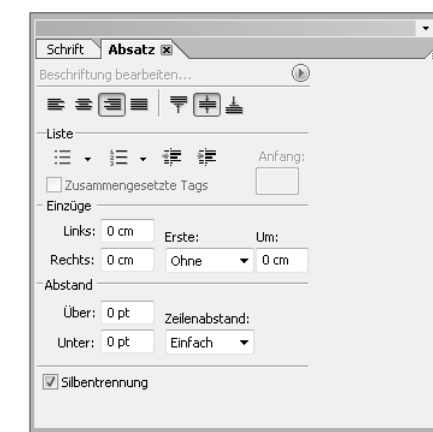 Schrift Absatz
Beschriftung bearbeiten...
Liste
Anfang:
Zusammengesetzte Tags
Einzüge
Links: 0 cm Erste: Um:
Rechts: 0 cm Ohne 0 cm
Abstand
Über: 0 pt Zeilenabstand:
Unter: 0 pt Einfach
Silbentrennung